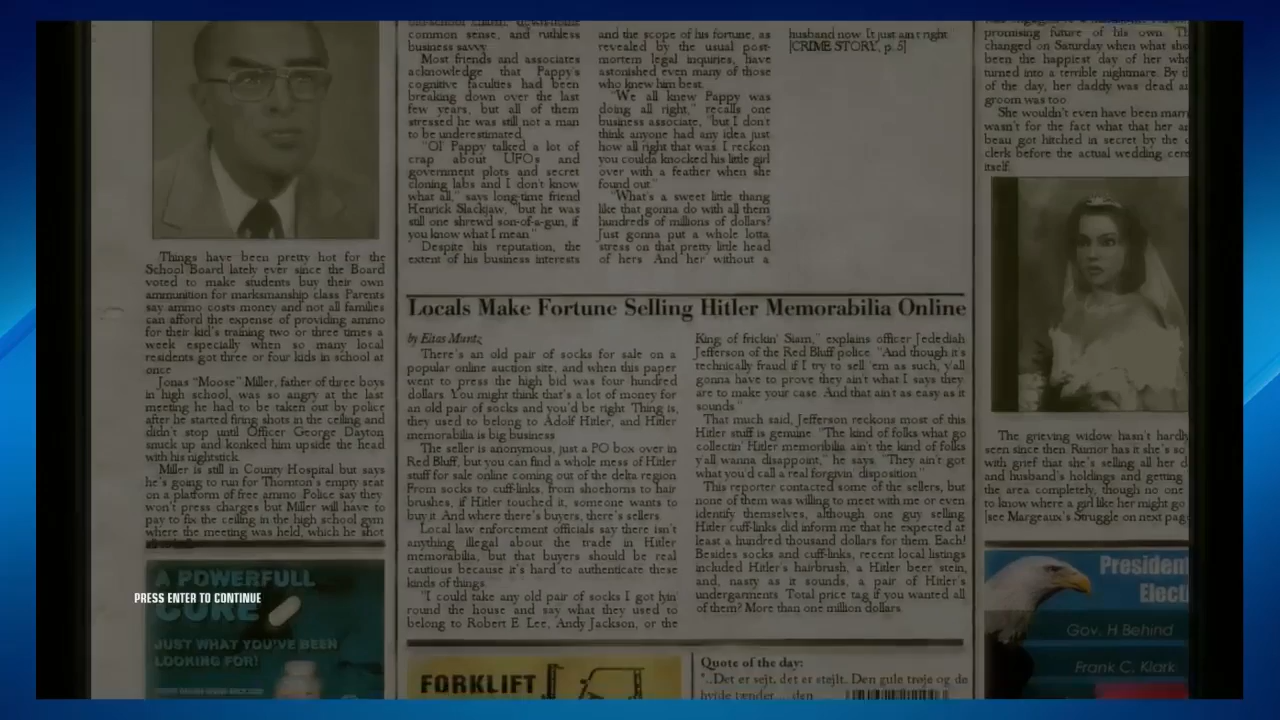 common sense, and ruthless
business savvy.
Most friends and associates
acknowledge that Pappy's
cognitive faculties had been
breaking down over the last
few years, but all of them
stressed he was still not a man
to be underestimated.
"Ol' Pappy talked a lot of
crap about UFOs and
government plots and secret
cloning labs and I don't know
what all," says long-time friend
Henrick Slackjaw, "but he was
still one shrewd son-of-a-gun, if
you know what I mean."
Despite his reputation, the
extent of his business interests
and the scope of his fortune, as
revealed by the usual post-
mortem legal inquiries, have
astonished even many of those
who knew him best.
"We all knew Pappy was
doing all right," recalls one
business associate, "but I don't
think anyone had any idea just
how all right that was. I reckon
you coulda knocked his little girl
over with a feather when she
found out."
"What's a sweet little thang
like that gonna do with all them
hundreds of millions of dollars?
Just gonna put a whole lotta
stress on that pretty little head
of hers. And her without a
husband now. It just ain't right.
[CRIME STORY, p. 5]
Things have been pretty hot for the
School Board lately ever since the Board
voted to make students buy their own
ammunition for marksmanship class. Parents
say ammo costs money and not all families
can afford the expense of providing ammo
for their kid's training two or three times a
week especially when so many local
residents got three or four kids in school at
once
Jonas "Moose" Miller, father of three boys
in high school, was so angry at the last
meeting he had to be taken out by police
after he started firing shots in the ceiling and
didn't stop until Officer George Dayton
snuck up and konked him upside the head
with his nightstick.
Miller is still in County Hospital but says
he's going to run for Thornton's empty seat
on a platform of free ammo. Police say they
won't press charges but Miller will have to
pay to fix the ceiling in the high school gym
where the meeting was held, which he shot
Locals Make Fortune Selling Hitler Memorabilia Online
by Eitas Muntz
There's an old pair of socks for sale on a
popular online auction site, and when this paper
went to press the high bid was four hundred
dollars. You might think that's a lot of money for
an old pair of socks and you'd be right. Thing is,
they used to belong to Adolf Hitler, and Hitler
memorabilia is big business
The seller is anonymous, just a PO box over in
Red Bluff, but you can find a whole mess of Hitler
stuff for sale online coming out of the delta region.
From socks to cuff-links, from shoehorns to hair
brushes, if Hitler touched it, someone wants to
buy it. And where there's buyers, there's sellers.
Local law enforcement officials say there isn't
anything illegal about the trade in Hitler
memorabilia, but that buyers should be real
cautious because it's hard to authenticate these
kinds of things.
"I could take any old pair of socks I got lyin'
round the house and say what they used to
belong to Robert E. Lee, Andy Jackson, or the
King of frickin' Siam," explains officer Jedediah
Jefferson of the Red Bluff police. "And though it's
technically fraud if I try to sell 'em as such, y'all
gonna have to prove they ain't what I says they
are to make your case. And that ain't as easy as it
sounds."
That much said, Jefferson reckons most of this
Hitler stuff is genuine. "The kind of folks what go
collectin' Hitler memoribilia ain't the kind of folks
y'all wanna disappoint," he says. "They ain't got
what you'd call a real forgivin' disposition."
This reporter contacted some of the sellers, but
none of them was willing to meet with me or even
identify themselves, although one guy selling
Hitler cuff-links did inform me that he expected at
least a hundred thousand dollars for them. Each!
Besides socks and cuff-links, recent local listings
included Hitler's hairbrush, a Hitler beer stein,
and, nasty as it sounds, a pair of Hitler's
undergarments. Total price tag if you wanted all
of them? More than one million dollars.
promising future of his own.
changed on Saturday when what
been the happiest day of her
turned into a terrible nightmare. By
of the day, her daddy was dead
groom was too.
She wouldn't even have been
wasn't for the fact what that her
beau got hitched in secret by the
clerk before the actual wedding
itself.
The grieving widow hasn't hardly
seen since then. Rumor has it she's so
with grief that she's selling all her
and husband's holdings and getting
the area completely, though no one
to know where a girl like her might go
[see Margeaux's Struggle on next
A POWERFULL
CURE
JUST WHAT YOU'VE BEEN
LOOKING FOR!
PRESS ENTER TO CONTINUE
FORKLIFT
Quote of the day:
"..Det er sejt, det er stejlt.. Den gule trøje og de
Gov. H Behind
Frank C. Klark